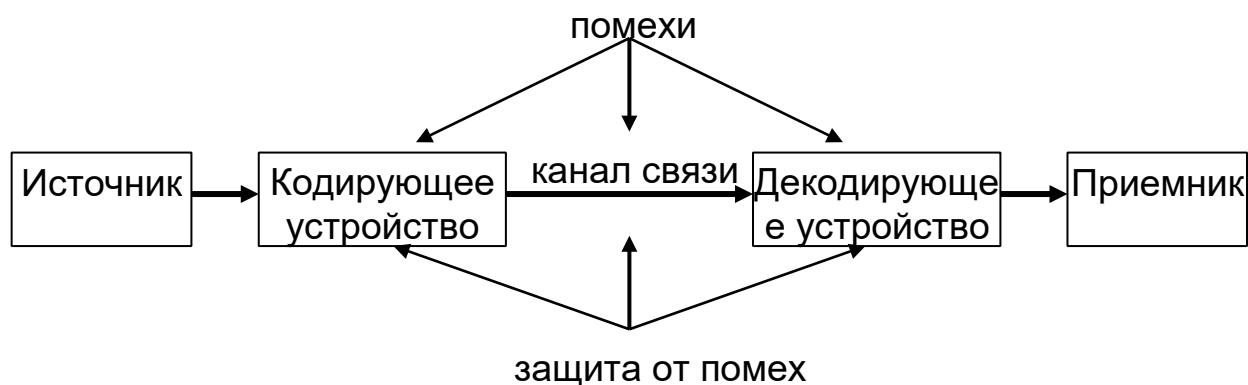 помехи
Источник
Кодирующее
устройство
канал связи
Декодирующе
е устройство
Приемник
защита от помех